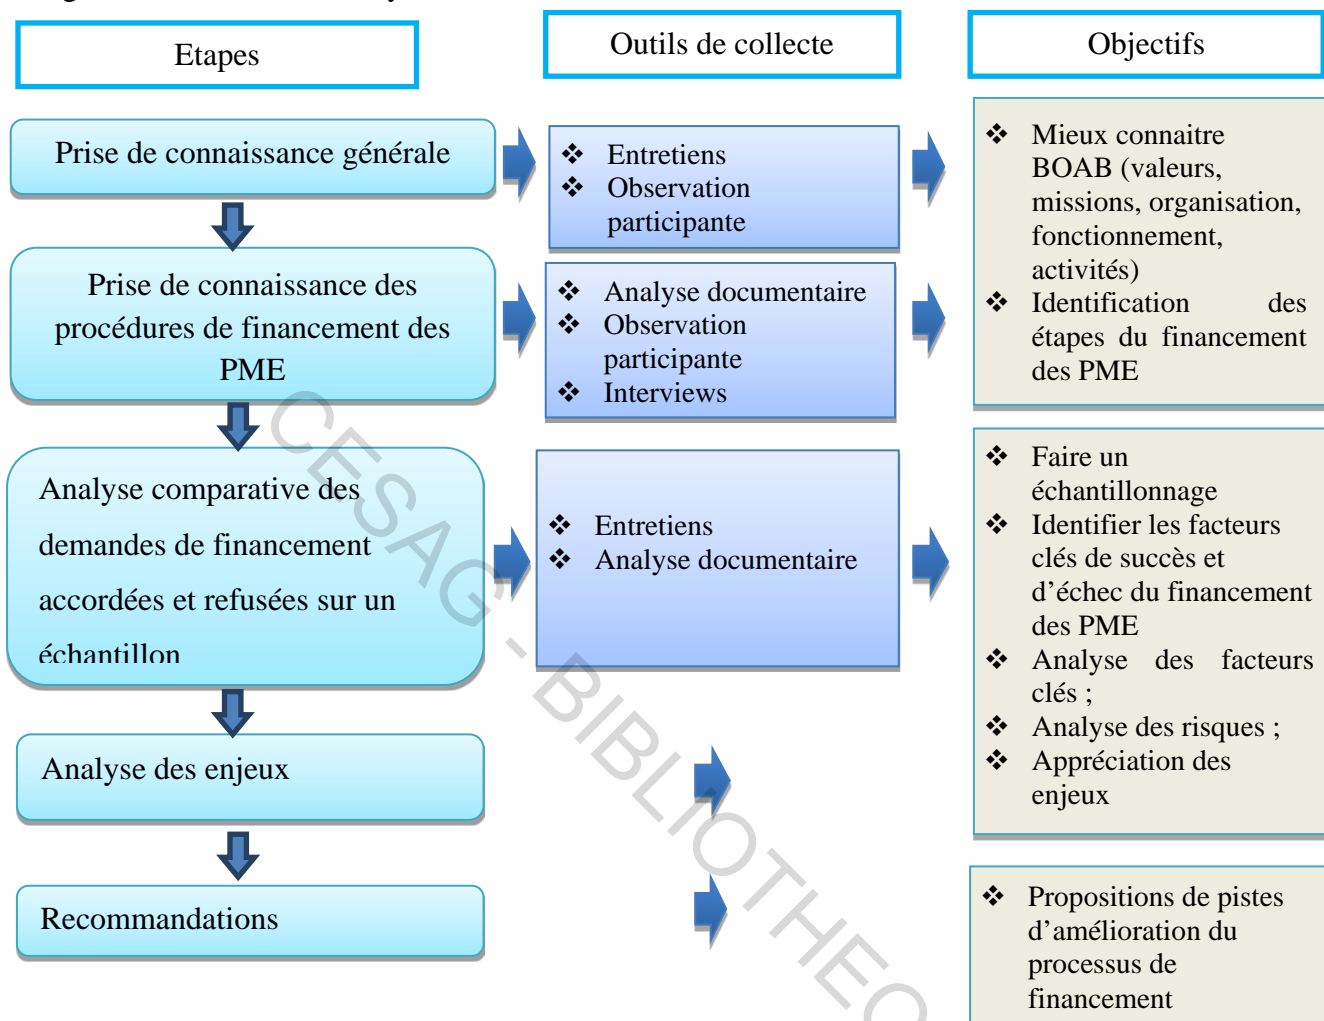 Etapes
Outils de collecte
Objectifs
Prise de connaissance générale
❖ Entretiens
❖ Observation
participante
❖ Mieux connaitre
BOAB (valeurs,
missions, organisation,
fonctionnement,
activités)
❖ Identification des
étapes du financement
des PME
Prise de connaissance des
procédures de financement des
PME
❖ Analyse documentaire
❖ Observation
participante
❖ Interviews
Analyse comparative des
demandes de financement
accordées et refusées sur un
échantillon
❖ Entretiens
❖ Analyse documentaire
❖ Faire un
échantillonnage
❖ Identifier les facteurs
clés de succès et
d’échec du financement
des PME
❖ Analyse des facteurs
clés ;
❖ Analyse des risques ;
❖ Appréciation des
enjeux
Analyse des enjeux
Recommandations
❖ Propositions de pistes
d’amélioration du
processus de
financement
CESAG - BIBLIOTHEQ